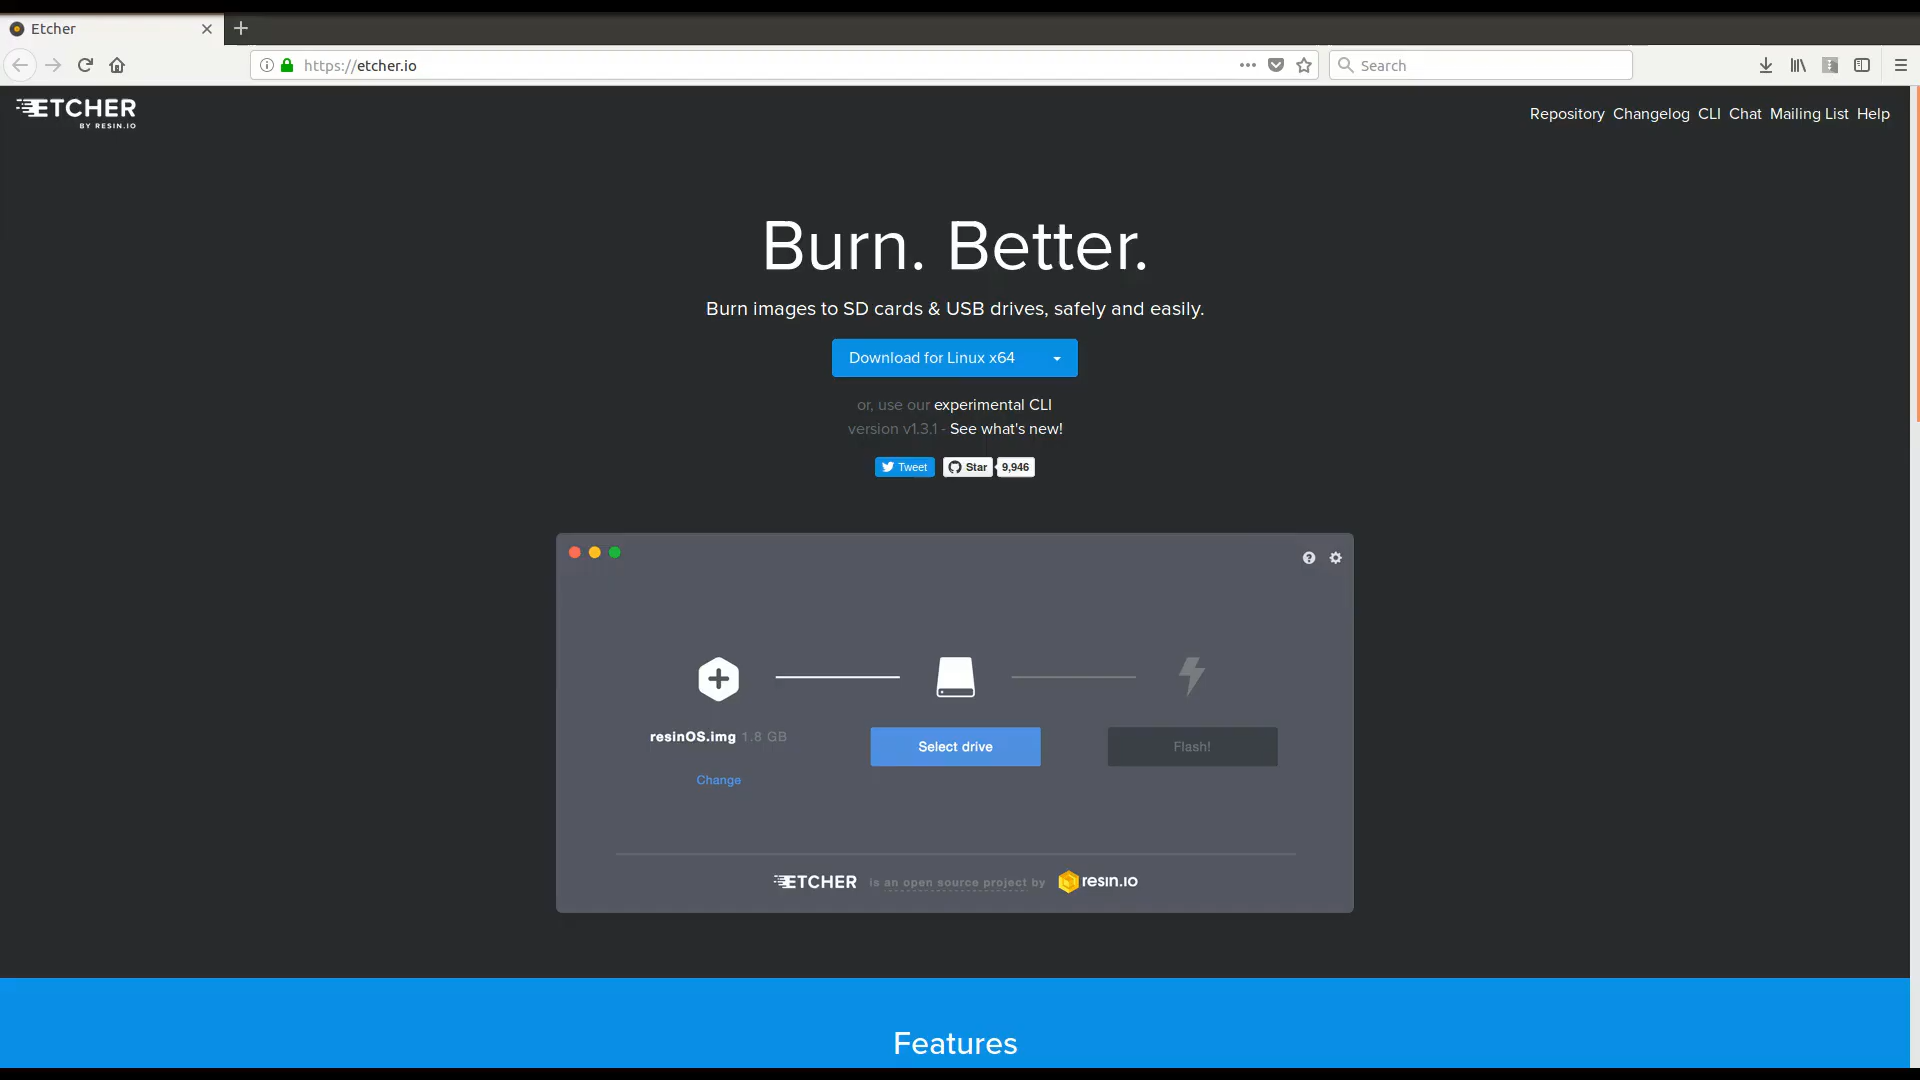 Etcher
https://etcher.io
Search
ETCHER
BY RESIN.IO
Repository Changelog CLI Chat Mailing List Help
Burn. Better.
Burn images to SD cards & USB drives, safely and easily.
Download for Linux x64
or, use our experimental CLI
version v1.3.1 - See what's new!
Tweet Star 9,946
resinOS.img 1.8 GB
Select drive
Flash!
Change
ETCHER is an open source project by resin.io
Features